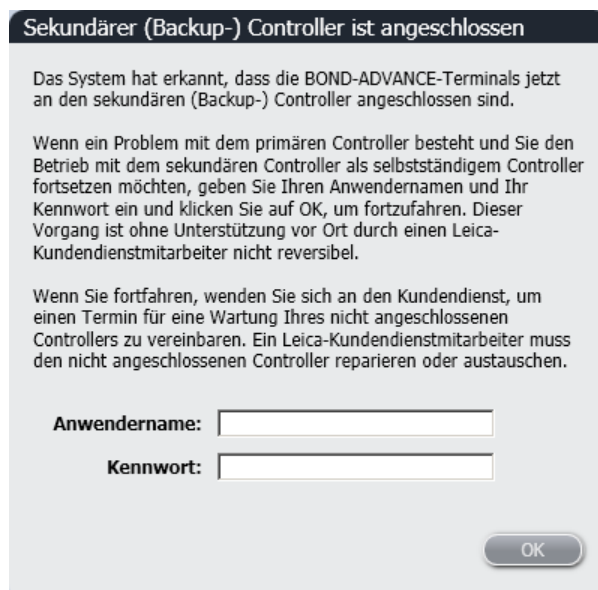 Sekundärer (Backup-) Controller ist angeschlossen
Das System hat erkannt, dass die BOND-ADVANCE-Terminals jetzt
an den sekundären (Backup-) Controller angeschlossen sind.
Wenn ein Problem mit dem primären Controller besteht und Sie den
Betrieb mit dem sekundären Controller als selbstständigem Controller
fortsetzen möchten, geben Sie Ihren Anwendernamen und Ihr
Kennwort ein und klicken Sie auf OK, um fortzufahren. Dieser
Vorgang ist ohne Unterstützung vor Ort durch einen Leica-
Kundendienstmitarbeiter nicht reversibel.
Wenn Sie fortfahren, wenden Sie sich an den Kundendienst, um
einen Termin für eine Wartung Ihres nicht angeschlossenen
Controllers zu vereinbaren. Ein Leica-Kundendienstmitarbeiter muss
den nicht angeschlossenen Controller reparieren oder austauschen.
Anwendername:
Kennwort:
OK